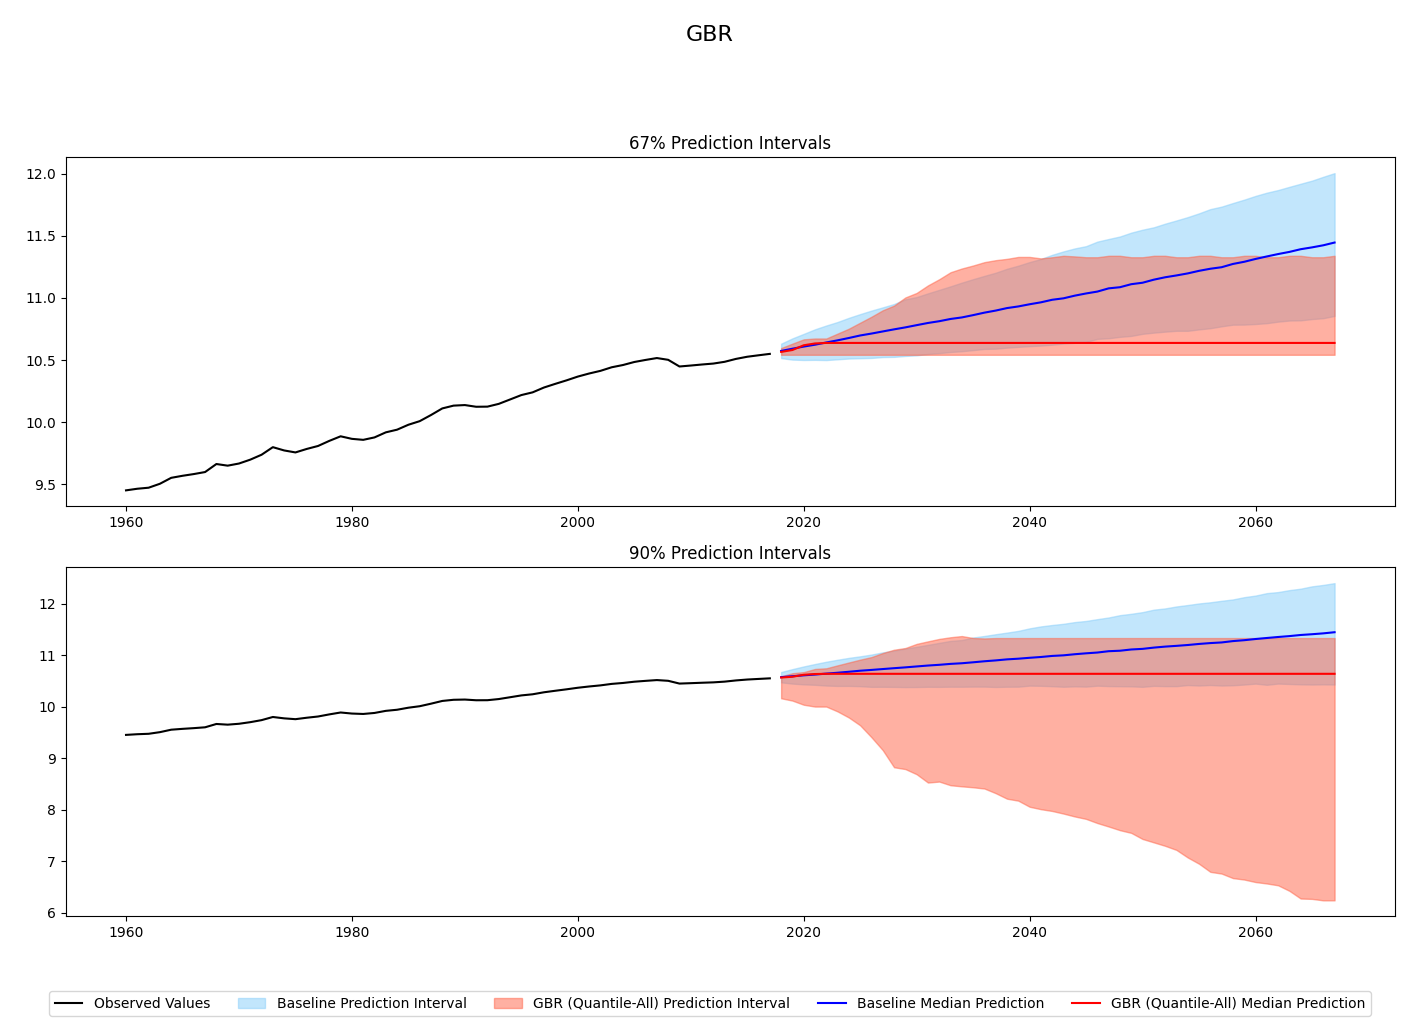 GBR
67% Prediction Intervals
12.0
11.5
11.0
10.5
10.0
9.5
1960 1980 2000 2020 2040 2060
90% Prediction Intervals
12
11
10
9
8
7
6
1960 1980 2000 2020 2040 2060
Observed Values Baseline Prediction Interval GBR (Quantile-All) Prediction Interval Baseline Median Prediction GBR (Quantile-All) Median Prediction